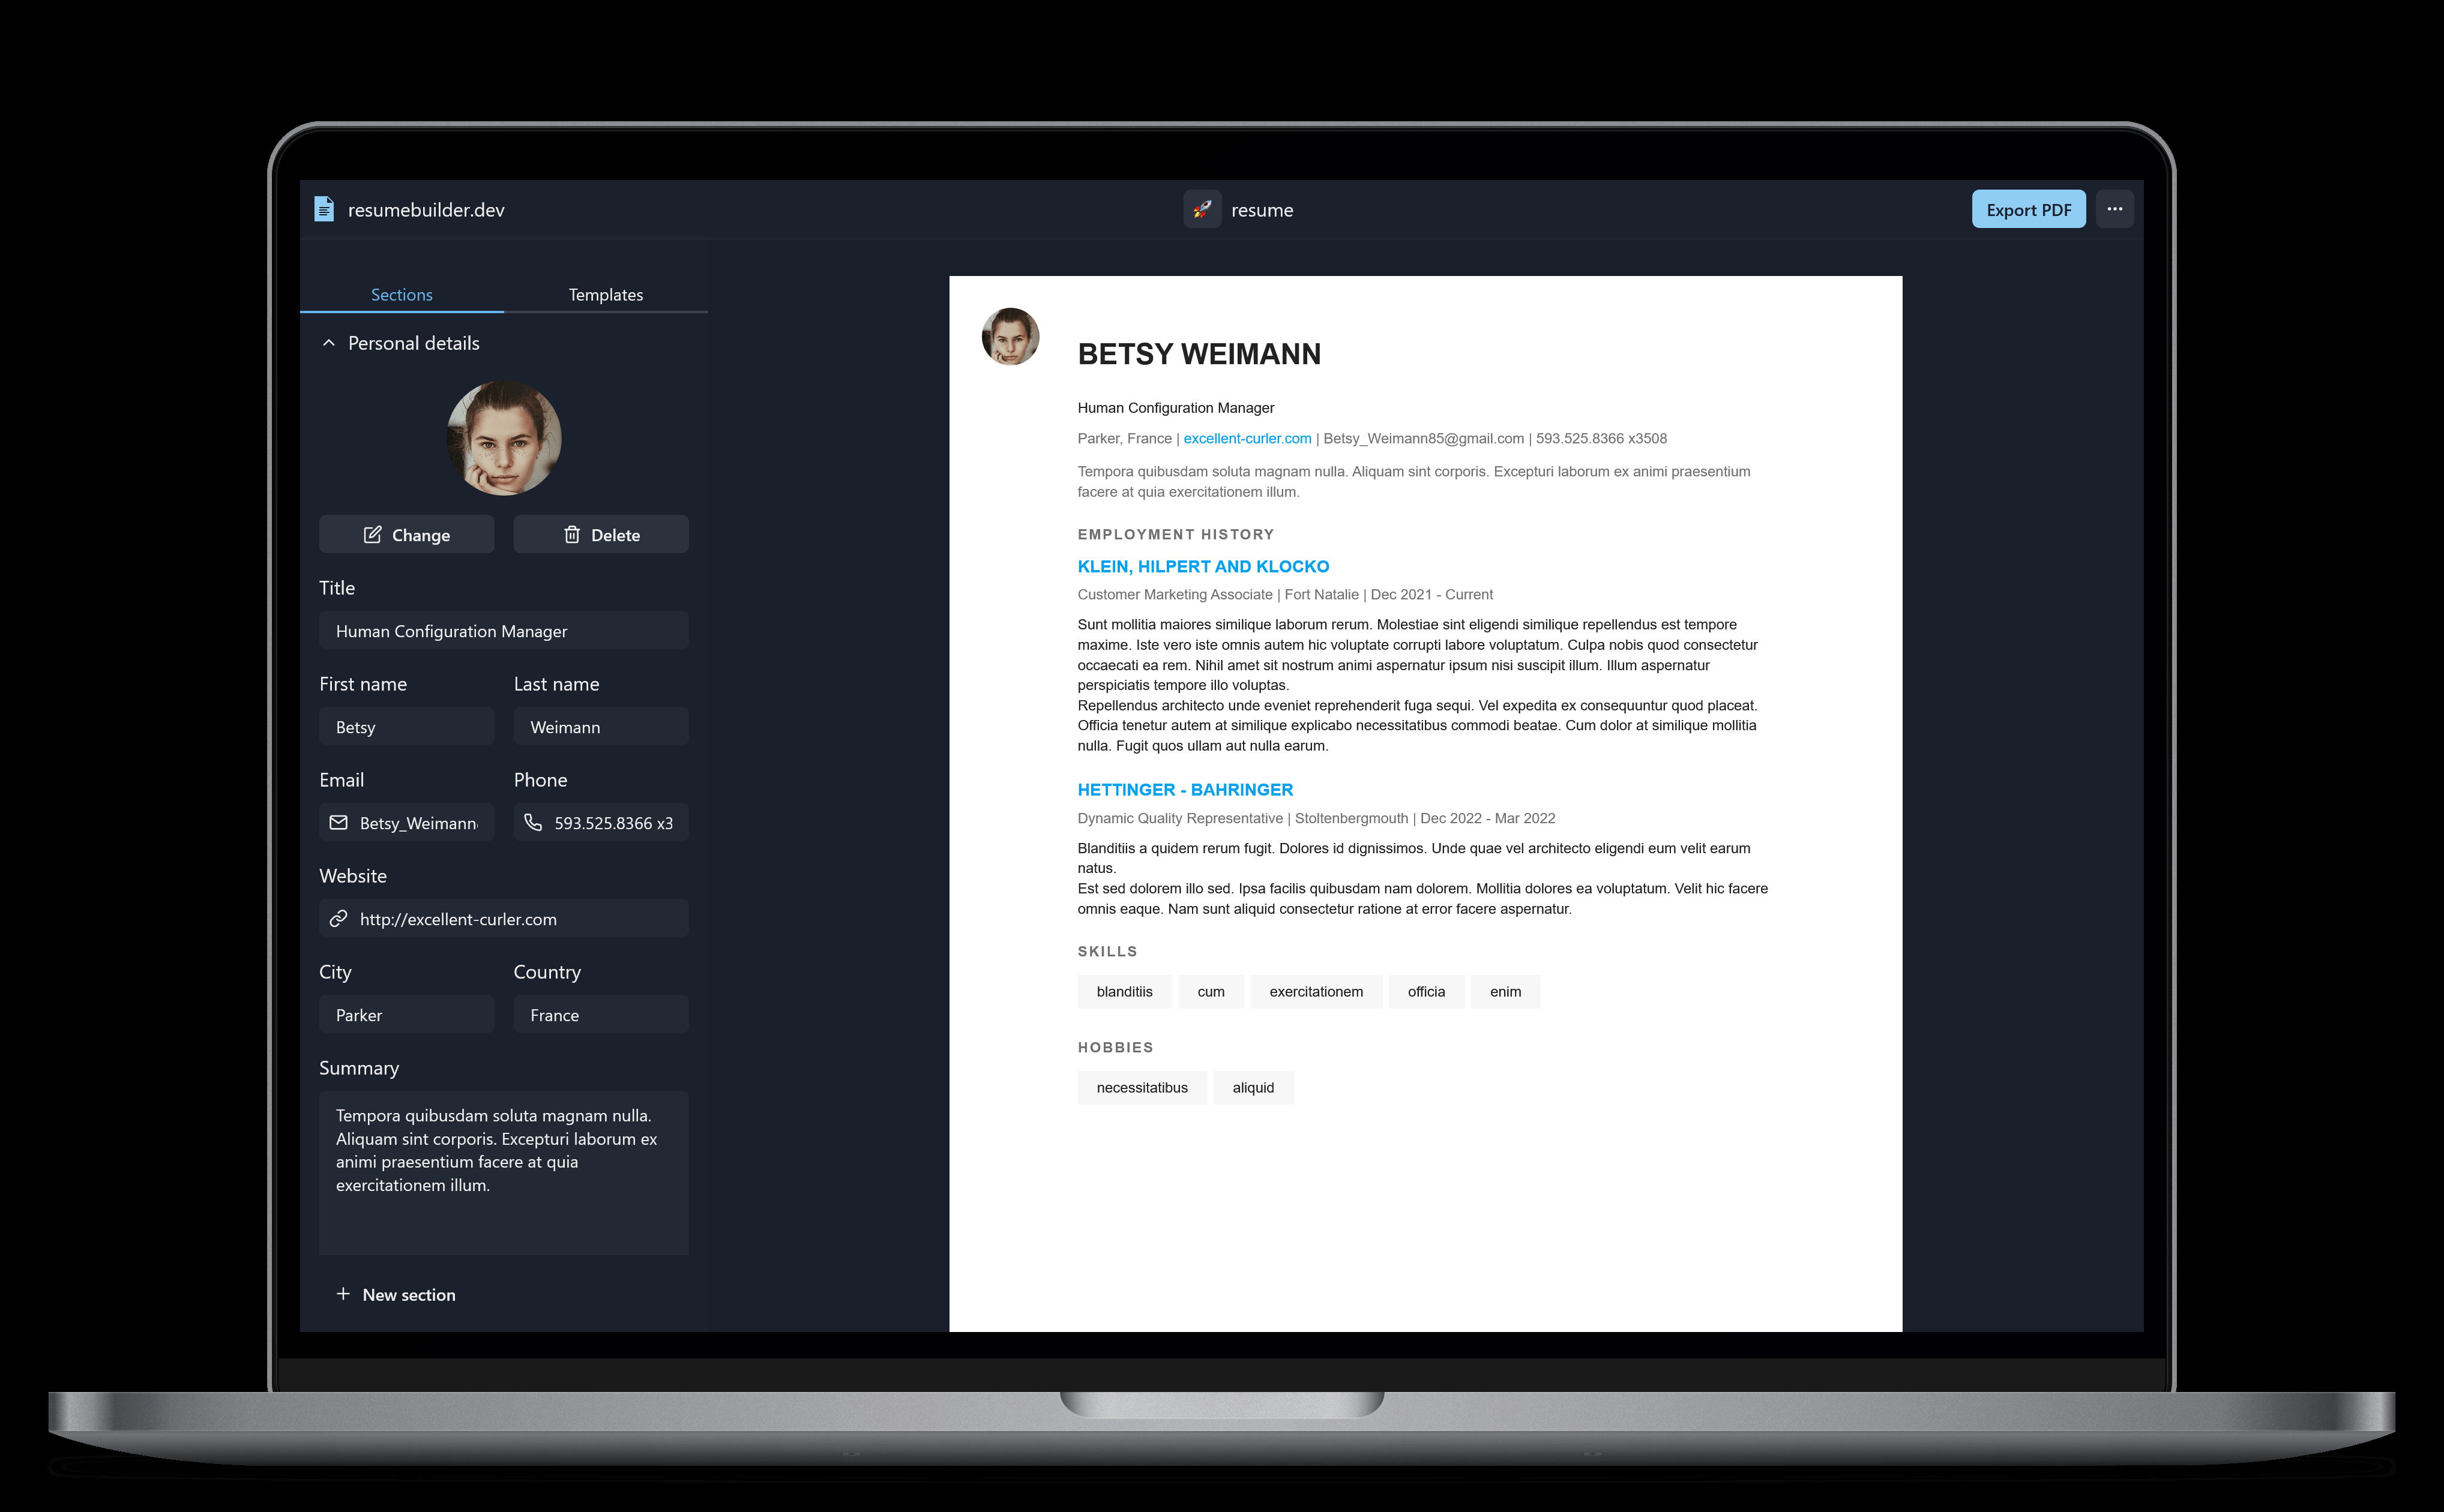 resumebuilder.dev
resume
Export PDF
Sections
Templates
Personal details
Change
Delete
Title
Human Configuration Manager
First name
Last name
Betsy
Weimann
Email
Phone
Betsy_Weimann
593.525.8366 x3
Website
http://excellent-curler.com
City
Country
Parker
France
Summary
Tempora quibusdam soluta magnam nulla.
Aliquam sint corporis. Excepturi laborum ex
animi praesentium facere at quia
exercitationem illum.
New section
BETSY WEIMANN
Human Configuration Manager
Parker, France | excellent-curler.com | Betsy_Weimann85@gmail.com | 593.525.8366 x3508
Tempora quibusdam soluta magnam nulla. Aliquam sint corporis. Excepturi laborum ex animi praesentium
facere at quia exercitationem illum.
EMPLOYMENT HISTORY
KLEIN, HILPERT AND KLOCKO
Customer Marketing Associate | Fort Natalie | Dec 2021 - Current
Sunt mollitia maiores similique laborum rerum. Molestiae sint eligendi similique repellendus est tempore
maxime. Iste vero iste omnis autem hic voluptate corrupti labore voluptatum. Culpa nobis quod consectetur
occaecati ea rem. Nihil amet sit nostrum animi aspernatur ipsum nisi suscipit illum. Illum aspernatur
perspiciatis tempore illo voluptas.
Repellendus architecto unde eveniet reprehenderit fuga sequi. Vel expedita ex consequuntur quod placeat.
Officia tenetur autem at similique explicabo necessitatibus commodi beatae. Cum dolor at similique mollitia
nulla. Fugit quos ullam aut nulla earum.
HETTINGER - BAHRINGER
Dynamic Quality Representative | Stoltenbergmouth | Dec 2022 - Mar 2022
Blanditiis a quidem rerum fugit. Dolores id dignissimos. Unde quae vel architecto eligendi eum velit earum
natus.
Est sed dolorem illo sed. Ipsa facilis quibusdam nam dolorem. Mollitia dolores ea voluptatum. Velit hic facere
omnis eaque. Nam sunt aliquid consectetur ratione at error facere aspernatur.
SKILLS
blanditiis
cum
exercitationem
officia
enim
HOBBIES
necessitatibus
aliquid